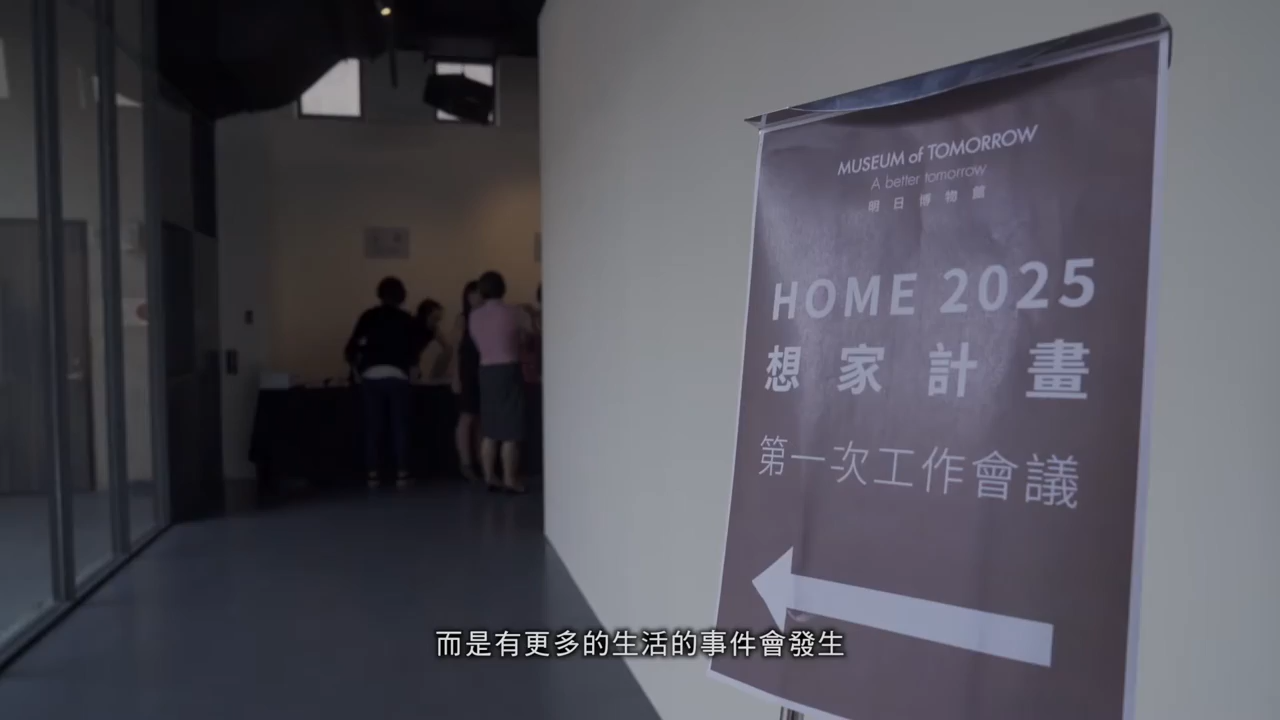 MUSEUM of TOMORROW
A better tomorrow
明日博物館
HOME 2025
想家計畫
第一次工作會議
而是有更多的生活的事件會發生